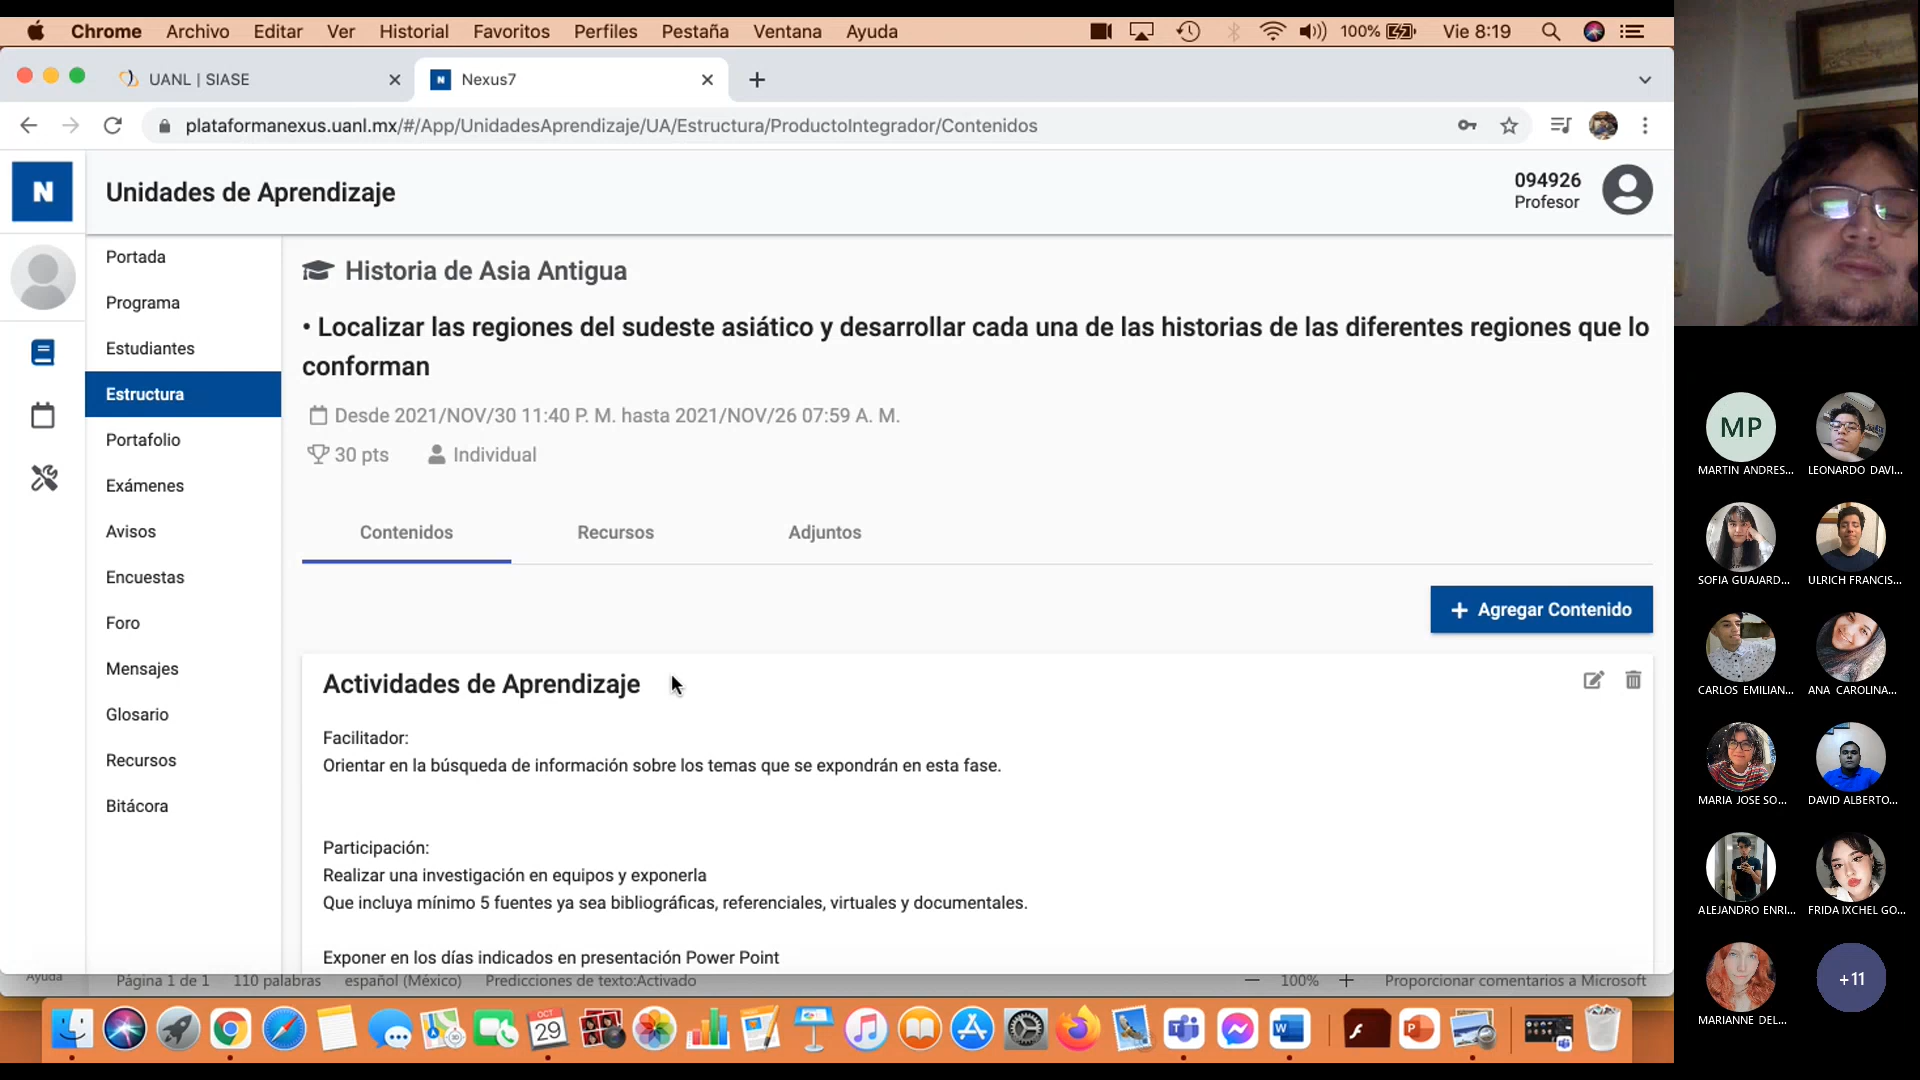 Chrome Archivo Editar Ver Historial Favoritos Perfiles Pestaña Ventana Ayuda 100% Vie 8:19
UANL | SIASE
N Nexus7
plataformanexus.uanl.mx/#/App/UnidadesAprendizaje/UA/Estructura/ProductoIntegrador/Contenidos
N
Unidades de Aprendizaje
094926
Profesor
Portada
Programa
Estudiantes
Estructura
Portafolio
Exámenes
Avisos
Encuestas
Foro
Mensajes
Glosario
Recursos
Bitácora
Historia de Asia Antigua
• Localizar las regiones del sudeste asiático y desarrollar cada una de las historias de las diferentes regiones que lo
conforman
Desde 2021/NOV/30 11:40 P. M. hasta 2021/NOV/26 07:59 A. M.
30 pts Individual
Contenidos Recursos Adjuntos
+ Agregar Contenido
Actividades de Aprendizaje
Facilitador:
Orientar en la búsqueda de información sobre los temas que se expondrán en esta fase.
Participación:
Realizar una investigación en equipos y exponerla
Que incluya mínimo 5 fuentes ya sea bibliográficas, referenciales, virtuales y documentales.
Exponer en los días indicados en presentación Power Point
Ayuda Página 1 de 1 110 palabras español (México) Predicciones de texto:Activado 100% Proporcionar comentarios a Microsoft
OCT
29
MP
MARTIN ANDRES... LEONARDO DAVI...
SOFIA GUAJARD... ULRICH FRANCIS...
CARLOS EMILIAN... ANA CAROLINA...
MARIA JOSE SO... DAVID ALBERTO...
ALEJANDRO ENRI... FRIDA IXCHEL GO...
+11
MARIANNE DEL...